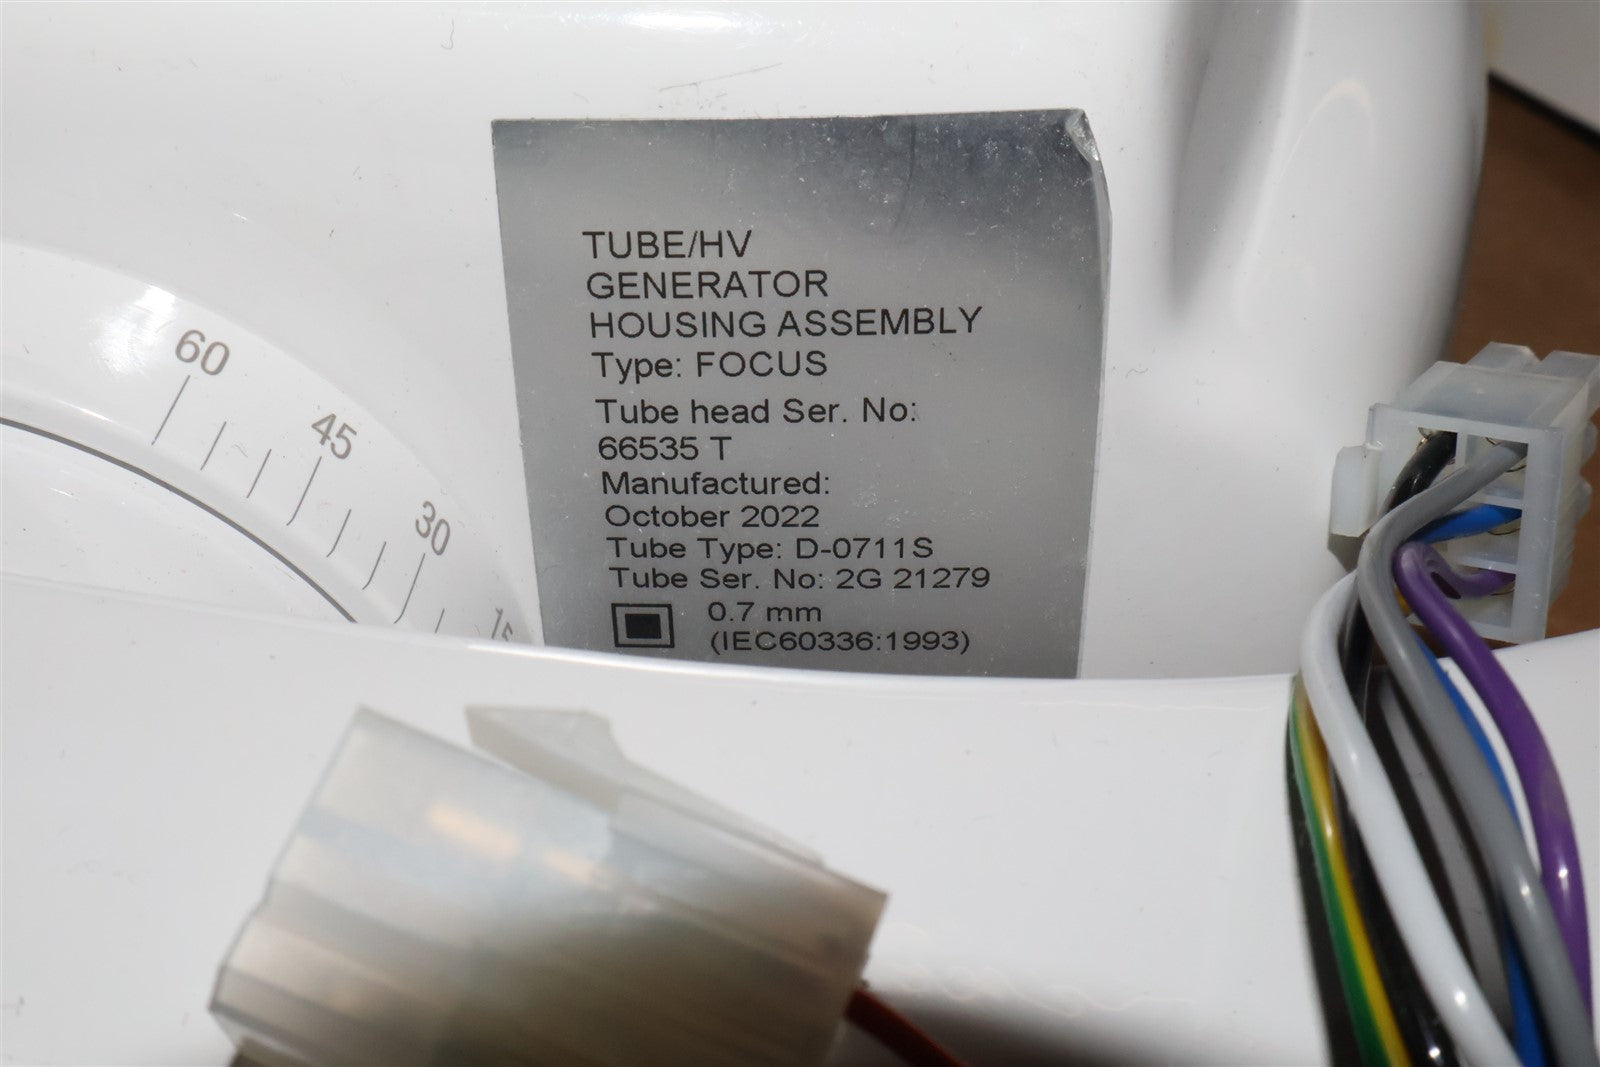 TUBE/HV
GENERATOR
HOUSING ASSEMBLY
Type: FOCUS
Tube head Ser. No:
66535 T
Manufactured:
October 2022
Tube Type: D-0711S
Tube Ser. No: 2G 21279
0.7 mm
(IEC60336:1993)
60
45
30
15